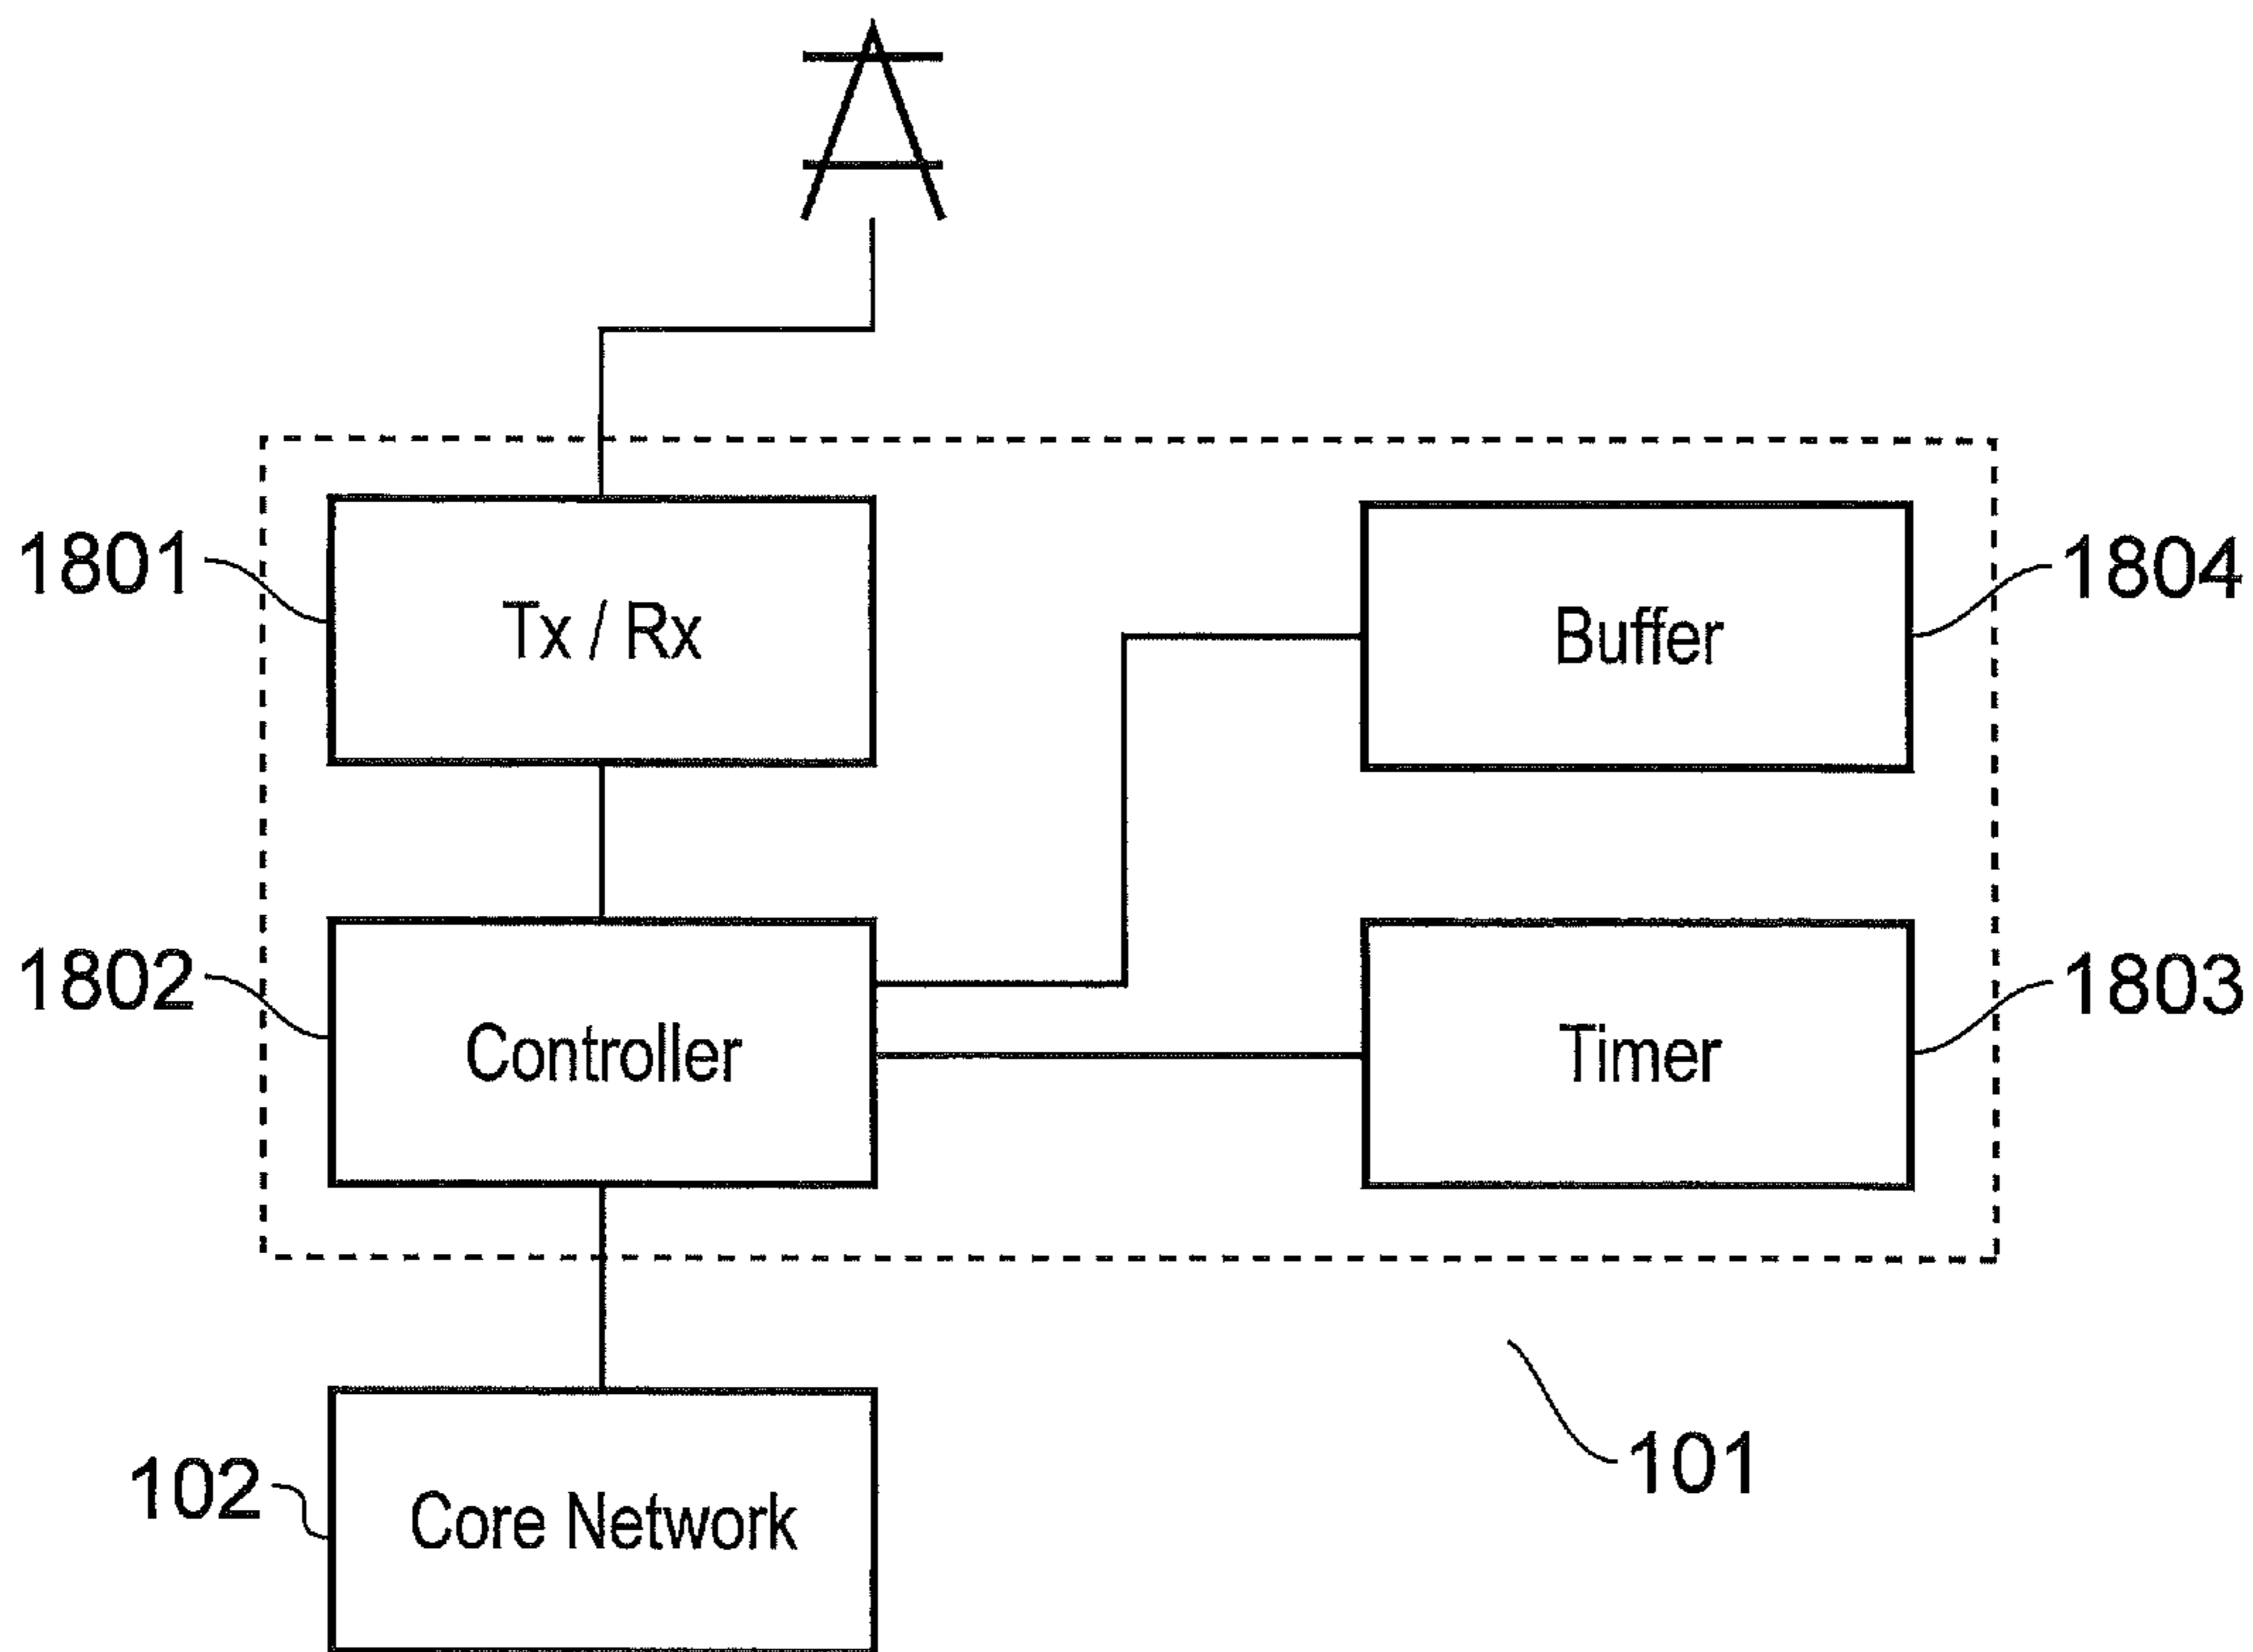 1801
Tx / Rx
Buffer
1804
1802
Controller
Timer
1803
102
Core Network
101